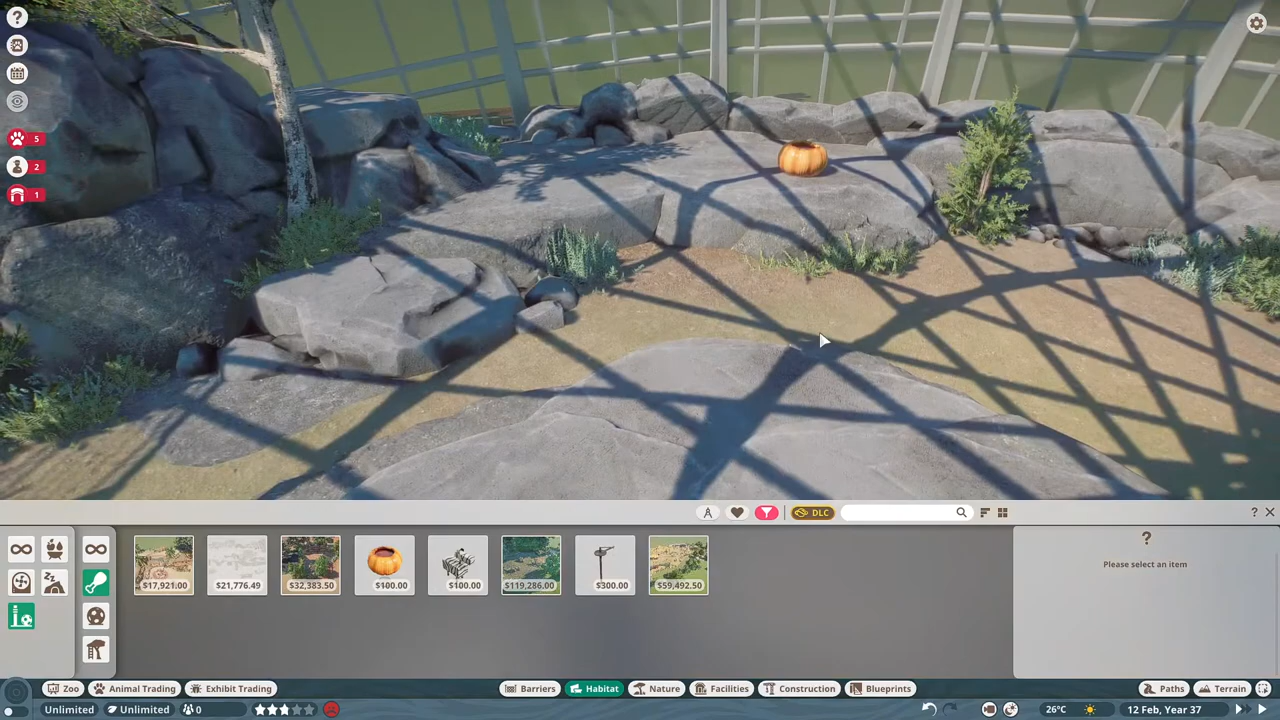 ?
5
2
1
DLC
? ×
$17,921.00 $21,776.49 $32,383.50 $100.00 $100.00 $119,286.00 $300.00 $59,492.50
?
Please select an item
Zoo Animal Trading Exhibit Trading Barriers Habitat Nature Facilities Construction Blueprints Paths Terrain
Unlimited Unlimited 0 26°C 12 Feb, Year 37